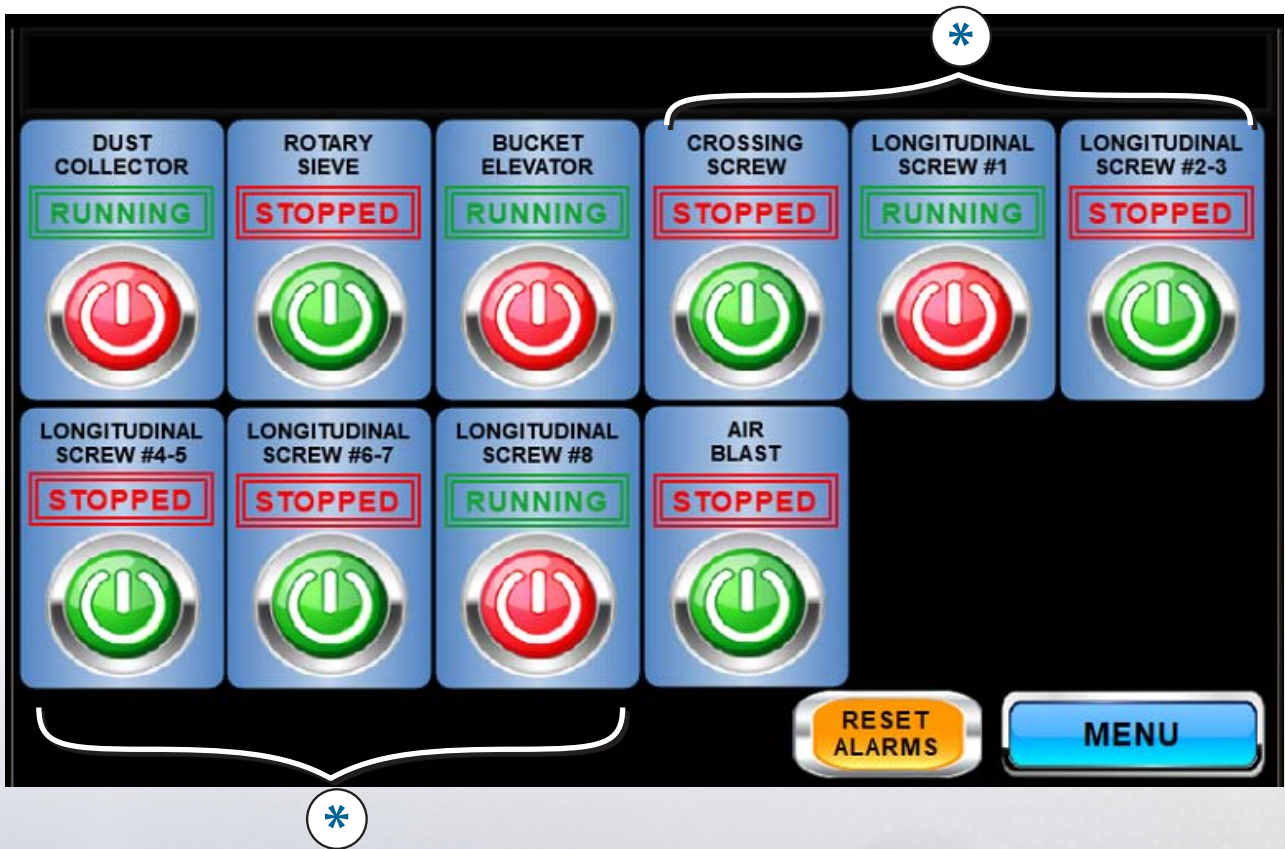 *
DUST
COLLECTOR
RUNNING
ROTARY
SIEVE
STOPPED
BUCKET
ELEVATOR
RUNNING
CROSSING
SCREW
STOPPED
LONGITUDINAL
SCREW #1
RUNNING
LONGITUDINAL
SCREW #2-3
STOPPED
LONGITUDINAL
SCREW #4-5
STOPPED
LONGITUDINAL
SCREW #6-7
STOPPED
LONGITUDINAL
SCREW #8
RUNNING
AIR
BLAST
STOPPED
RESET
ALARMS
MENU
*